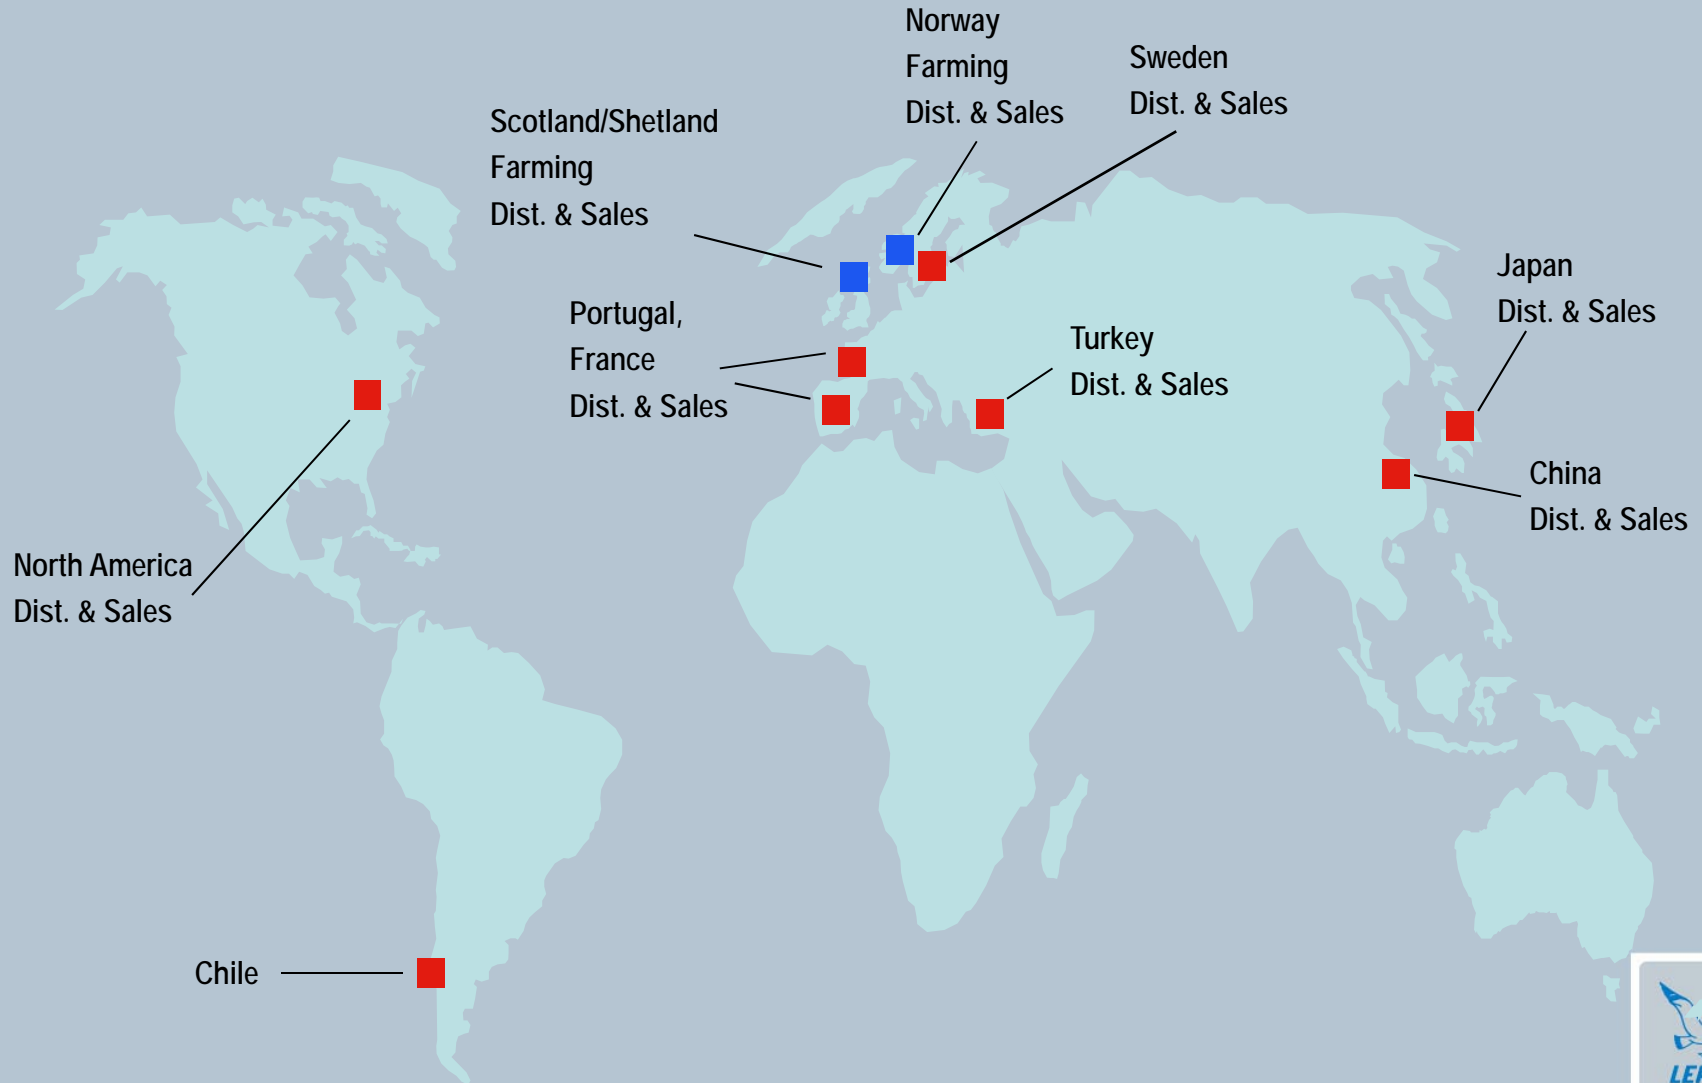 Norway
Farming
Dist. & Sales
Sweden
Dist. & Sales
Scotland/Shetland
Farming
Dist. & Sales
Japan
Dist. & Sales
Portugal,
France
Dist. & Sales
Turkey
Dist. & Sales
China
Dist. & Sales
North America
Dist. & Sales
Chile